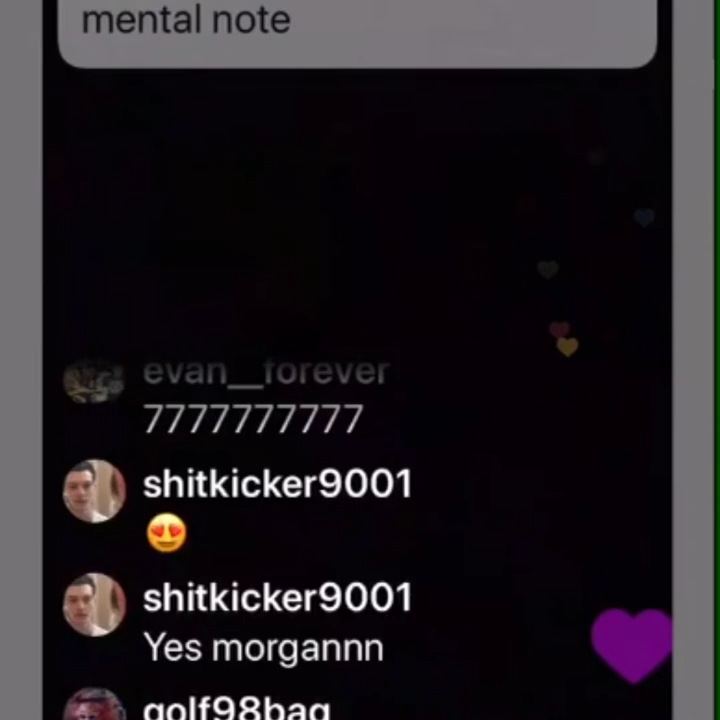 mental note
evan__forever
7777777777
shitkicker9001
😍
shitkicker9001
Yes morgannn
golf98bag